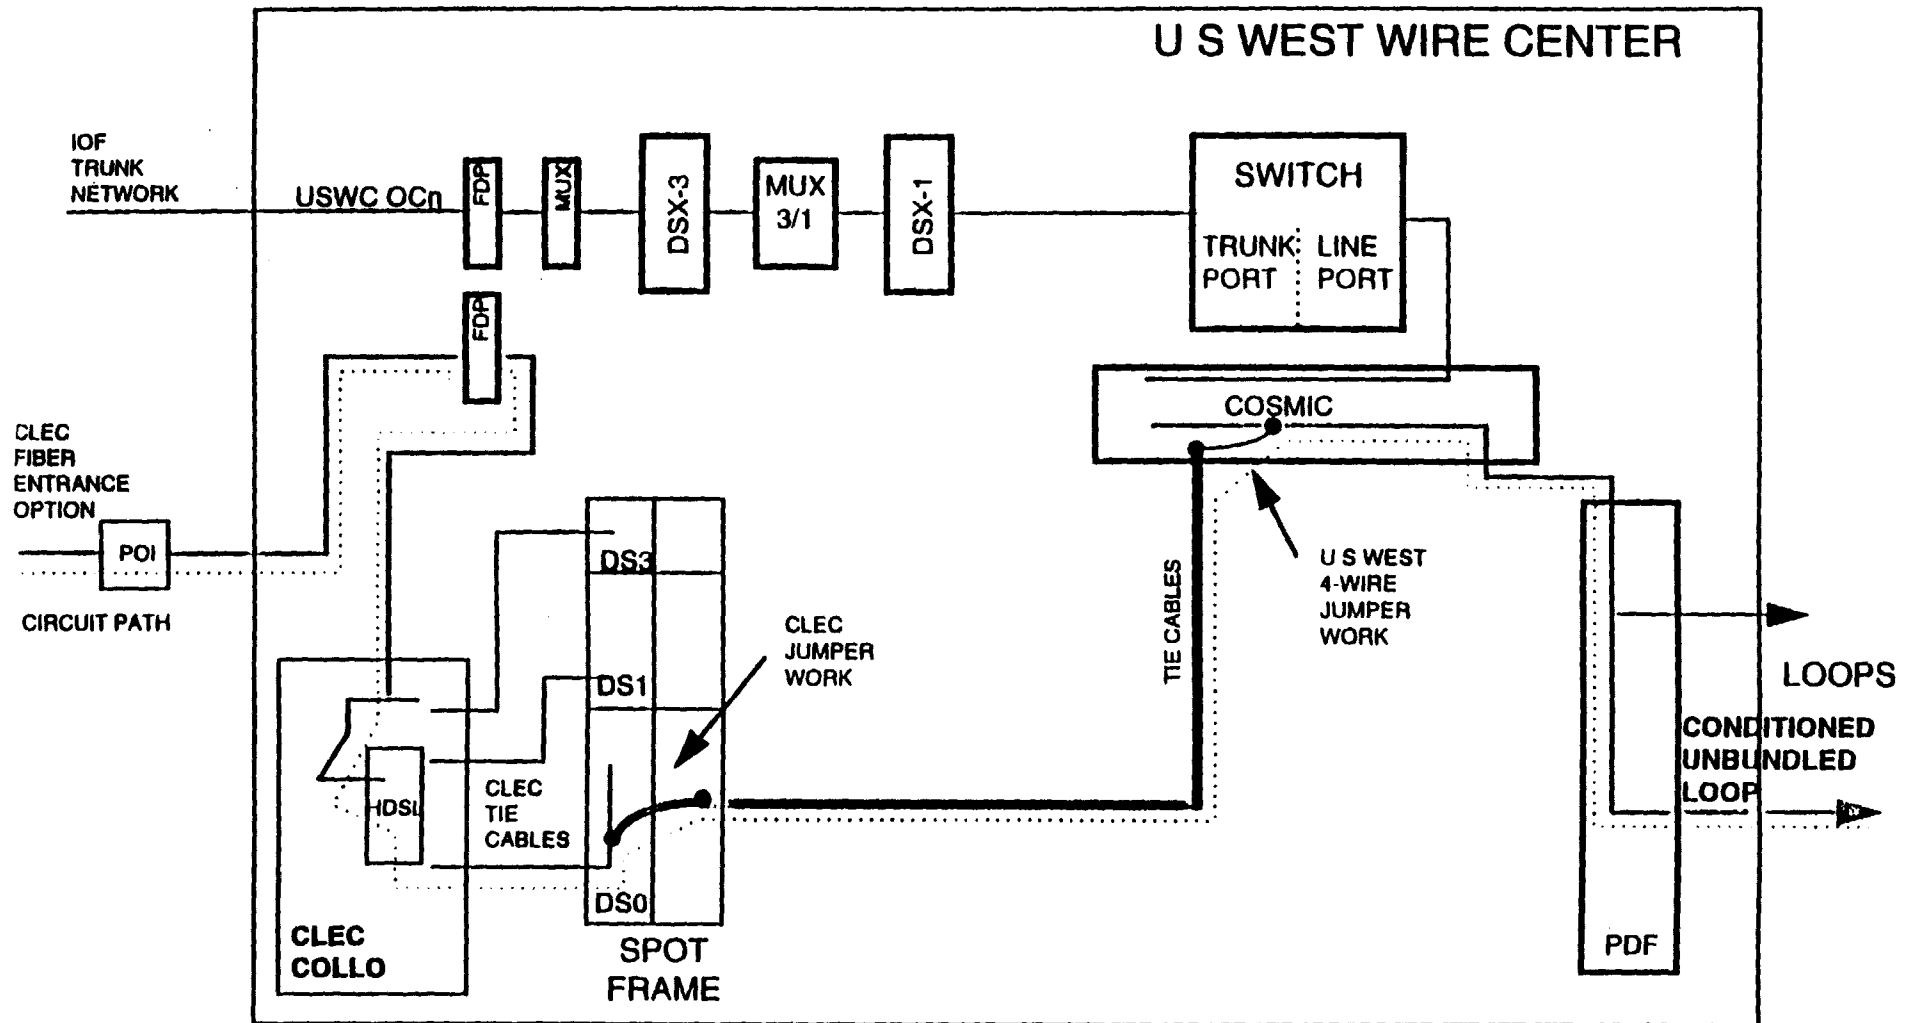 U S WEST WIRE CENTER
IOF
TRUNK
NETWORK
USWC OCn
FDP
MUX
DSX-3
MUX
3/1
DSX-1
SWITCH
TRUNK
PORT
LINE
PORT
FDP
COSMIC
CLEC
FIBER
ENTRANCE
OPTION
POI
CIRCUIT PATH
DS3
DS1
DS0
CLEC
JUMPER
WORK
TIE CABLES
U S WEST
4-WIRE
JUMPER
WORK
LOOPS
CONDITIONED
UNBUNDLED
LOOP
HDSL
CLEC
TIE
CABLES
CLEC
COLLO
SPOT
FRAME
PDF